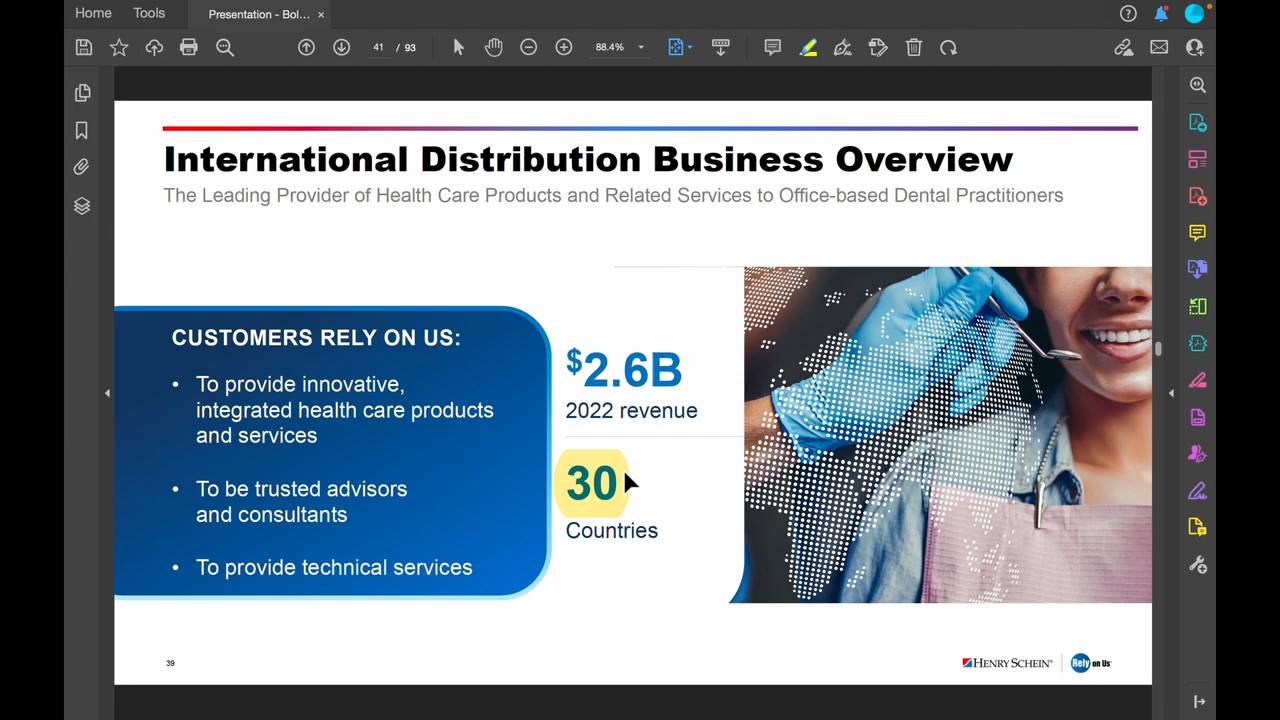 Home
Tools
Presentation - Bol... ×
41 / 93
88.4%
International Distribution Business Overview
The Leading Provider of Health Care Products and Related Services to Office-based Dental Practitioners
CUSTOMERS RELY ON US:
• To provide innovative,
integrated health care products
and services
• To be trusted advisors
and consultants
• To provide technical services
$2.6B
2022 revenue
30
Countries
39
HENRY SCHEIN®
Rely on Us